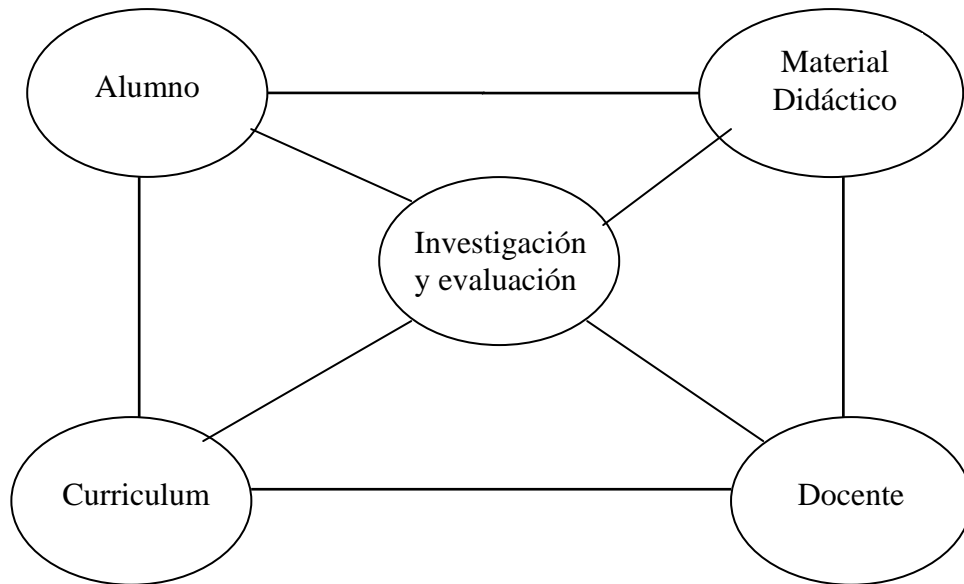 Alumno
Material
Didáctico
Investigación
y evaluación
Curriculum
Docente